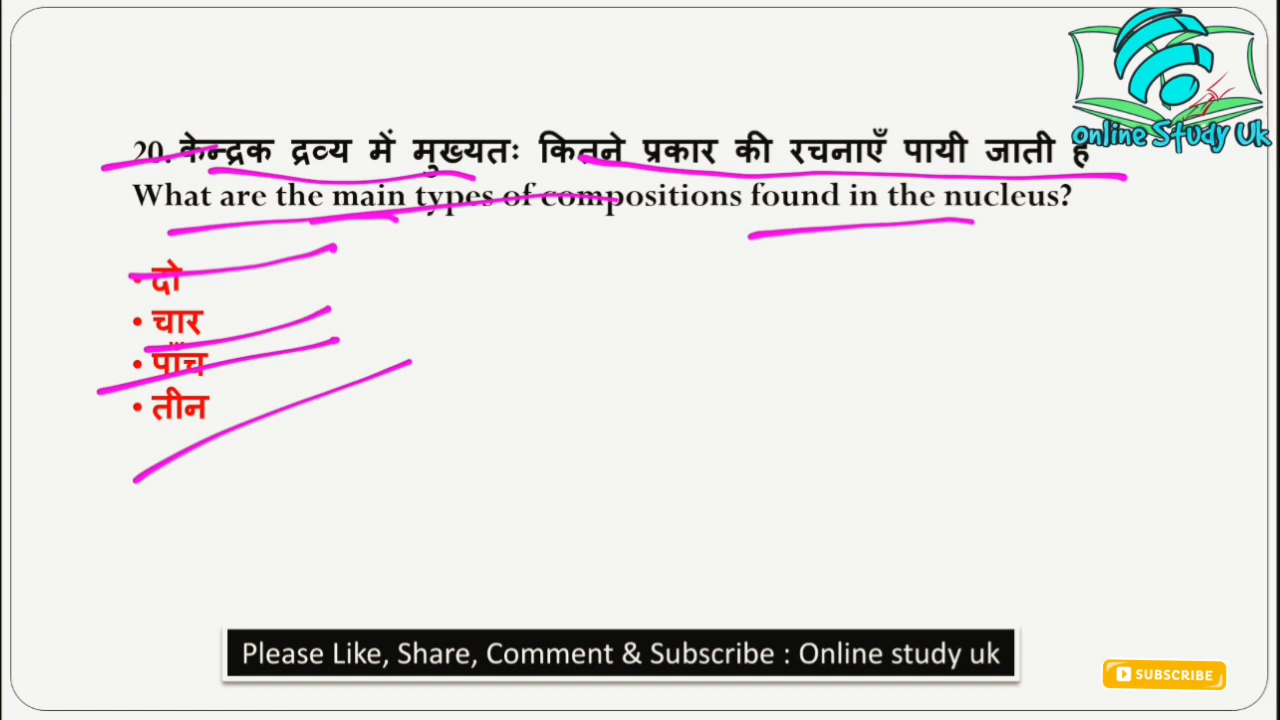 Online Study Uk
20. केन्द्रक द्रव्य में मुख्यतः कितने प्रकार की रचनाएँ पायी जाती है
What are the main types of compositions found in the nucleus?
• दो
• चार
• पाँच
• तीन
Please Like, Share, Comment & Subscribe : Online study uk
SUBSCRIBE